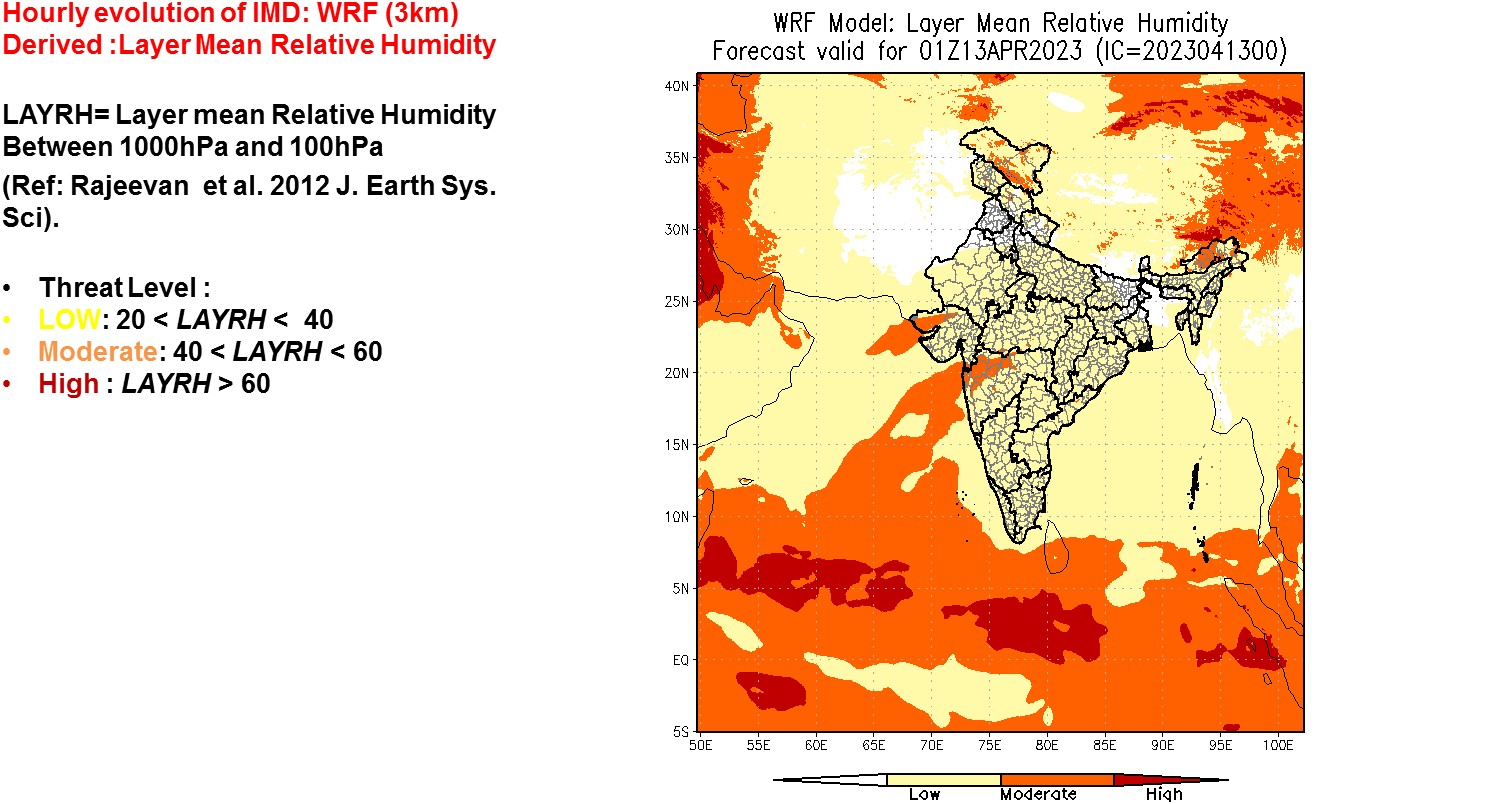 Hourly evolution of IMD: WRF (3km)
Derived :Layer Mean Relative Humidity
LAYRH= Layer mean Relative Humidity
Between 1000hPa and 100hPa
(Ref: Rajeevan et al. 2012 J. Earth Sys.
Sci).
• Threat Level :
• LOW: 20 < LAYRH < 40
• Moderate: 40 < LAYRH < 60
• High : LAYRH > 60
WRF Model: Layer Mean Relative Humidity
Forecast valid for 01Z13APR2023 (IC=2023041300)
40N
35N
30N
25N
20N
15N
10N
5N
EQ
5S
50E 55E 60E 65E 70E 75E 80E 85E 90E 95E 100E
Low Moderate High